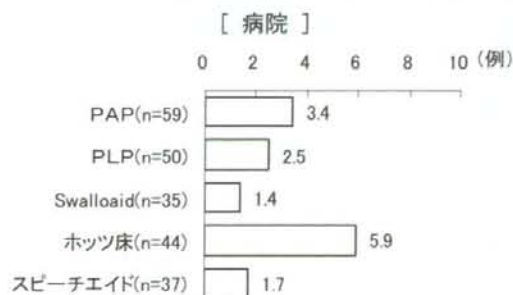 [ 病院 ]
0 2 4 6 8 10 (例)
PAP(n=59) 3.4
PLP(n=50) 2.5
Swalloaid(n=35) 1.4
ホッツ床(n=44) 5.9
スピーチエイド(n=37) 1.7